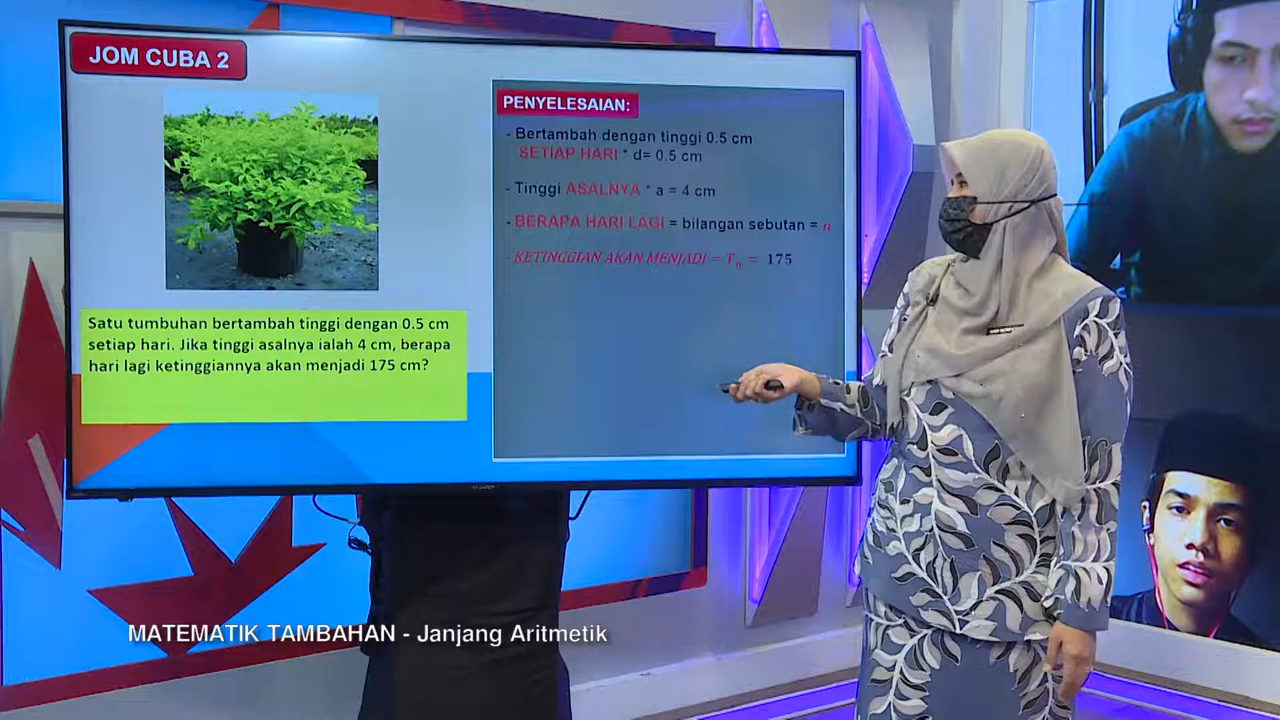 JOM CUBA 2
Satu tumbuhan bertambah tinggi dengan 0.5 cm
setiap hari. Jika tinggi asalnya ialah 4 cm, berapa
hari lagi ketinggiannya akan menjadi 175 cm?
PENYELESAIAN:
- Bertambah dengan tinggi 0.5 cm
SETIAP HARI * d= 0.5 cm
- Tinggi ASALNYA * a = 4 cm
- BERAPA HARI LAGI = bilangan sebutan = n
- KETINGGIAN AKAN MENJADI = Tn = 175
MATEMATIK TAMBAHAN - Janjang Aritmetik